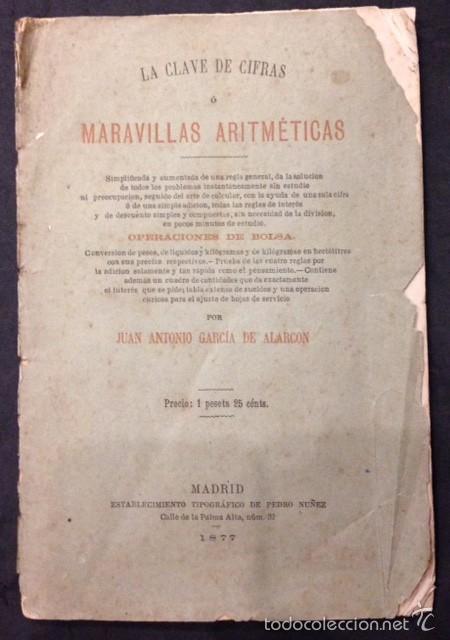 LA CLAVE DE CIFRAS
Ó
MARAVILLAS ARITMÉTICAS
Simplificada y aumentada de una regla general, da la solucion
de todos los problemas instantáneamente sin estudio
ni preocupacion, seguido del arte de calcular, con la ayuda de una sola cifra
ó de una simple adicion, todas las reglas de interés
y de descuento simples y compuestas, sin necesidad de la division,
en pocos minutos de estudio.
OPERACIONES DE BOLSA.
Conversion de pesos, de líquidos y kilógramos y de kilógramos en hectólitros
con sus precios respectivos.—Prueba de las cuatro reglas por
la adicion solamente y tan rápida como el pensamiento.—Contiene
además un cuadro de cantidades que da exactamente
el interés que se pide; tabla extensa de sueldos y una operacion
curiosa para el ajuste de hojas de servicio
POR
JUAN ANTONIO GARCÍA DE ALARCON
Precio: 1 peseta 25 cénts.
MADRID
ESTABLECIMIENTO TIPOGRÁFICO DE PEDRO NUÑEZ
Calle de la Palma Alta, núm. 32
1877
todocoleccion.net